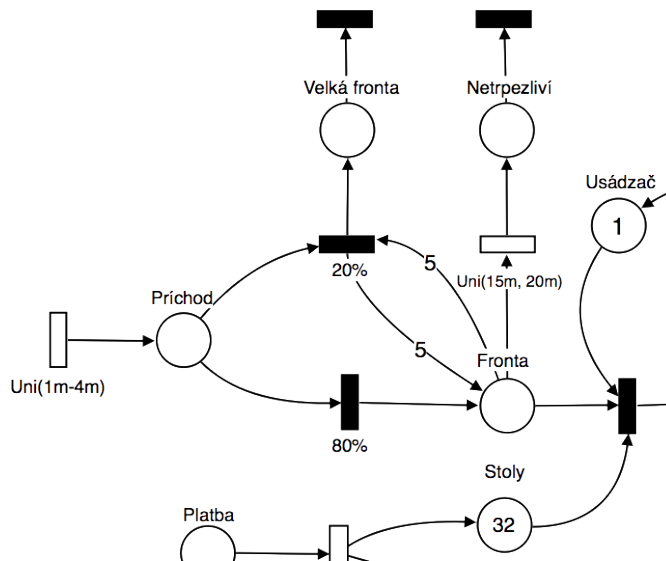 Velká fronta
Netrpezliví
Usádzač
1
5
20%
Uni(15m, 20m)
Príchod
5
Fronta
Uni(1m-4m)
80%
Stoly
Platba
32